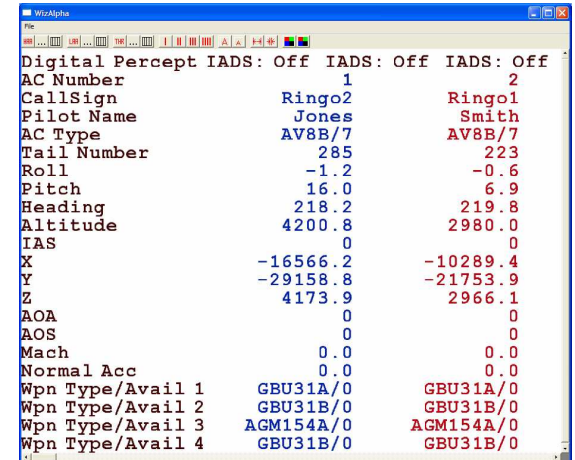 WizAlpha
File
Digital Percept IADS: Off IADS: Off IADS: Off
AC Number 1 2
CallSign Ringo2 Ringo1
Pilot Name Jones Smith
AC Type AV8B/7 AV8B/7
Tail Number 285 223
Roll -1.2 -0.6
Pitch 16.0 6.9
Heading 218.2 219.8
Altitude 4200.8 2980.0
IAS 0 0
X -16566.2 -10289.4
Y -29158.8 -21753.9
Z 4173.9 2966.1
AOA 0 0
AOS 0 0
Mach 0.0 0.0
Normal Acc 0.0 0.0
Wpn Type/Avail 1 GBU31A/0 GBU31A/0
Wpn Type/Avail 2 GBU31B/0 GBU31B/0
Wpn Type/Avail 3 AGM154A/0 AGM154A/0
Wpn Type/Avail 4 GBU31B/0 GBU31B/0